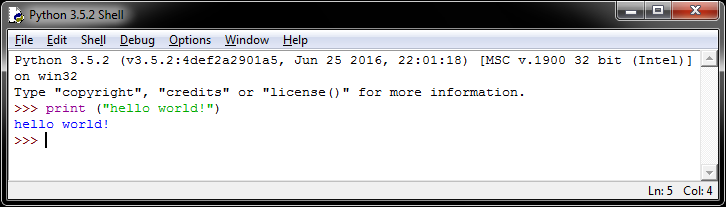 Python 3.5.2 Shell
File Edit Shell Debug Options Window Help
Python 3.5.2 (v3.5.2:4def2a2901a5, Jun 25 2016, 22:01:18) [MSC v.1900 32 bit (Intel)]
on win32
Type "copyright", "credits" or "license()" for more information.
>>> print ("hello world!")
hello world!
>>>
Ln: 5 Col: 4